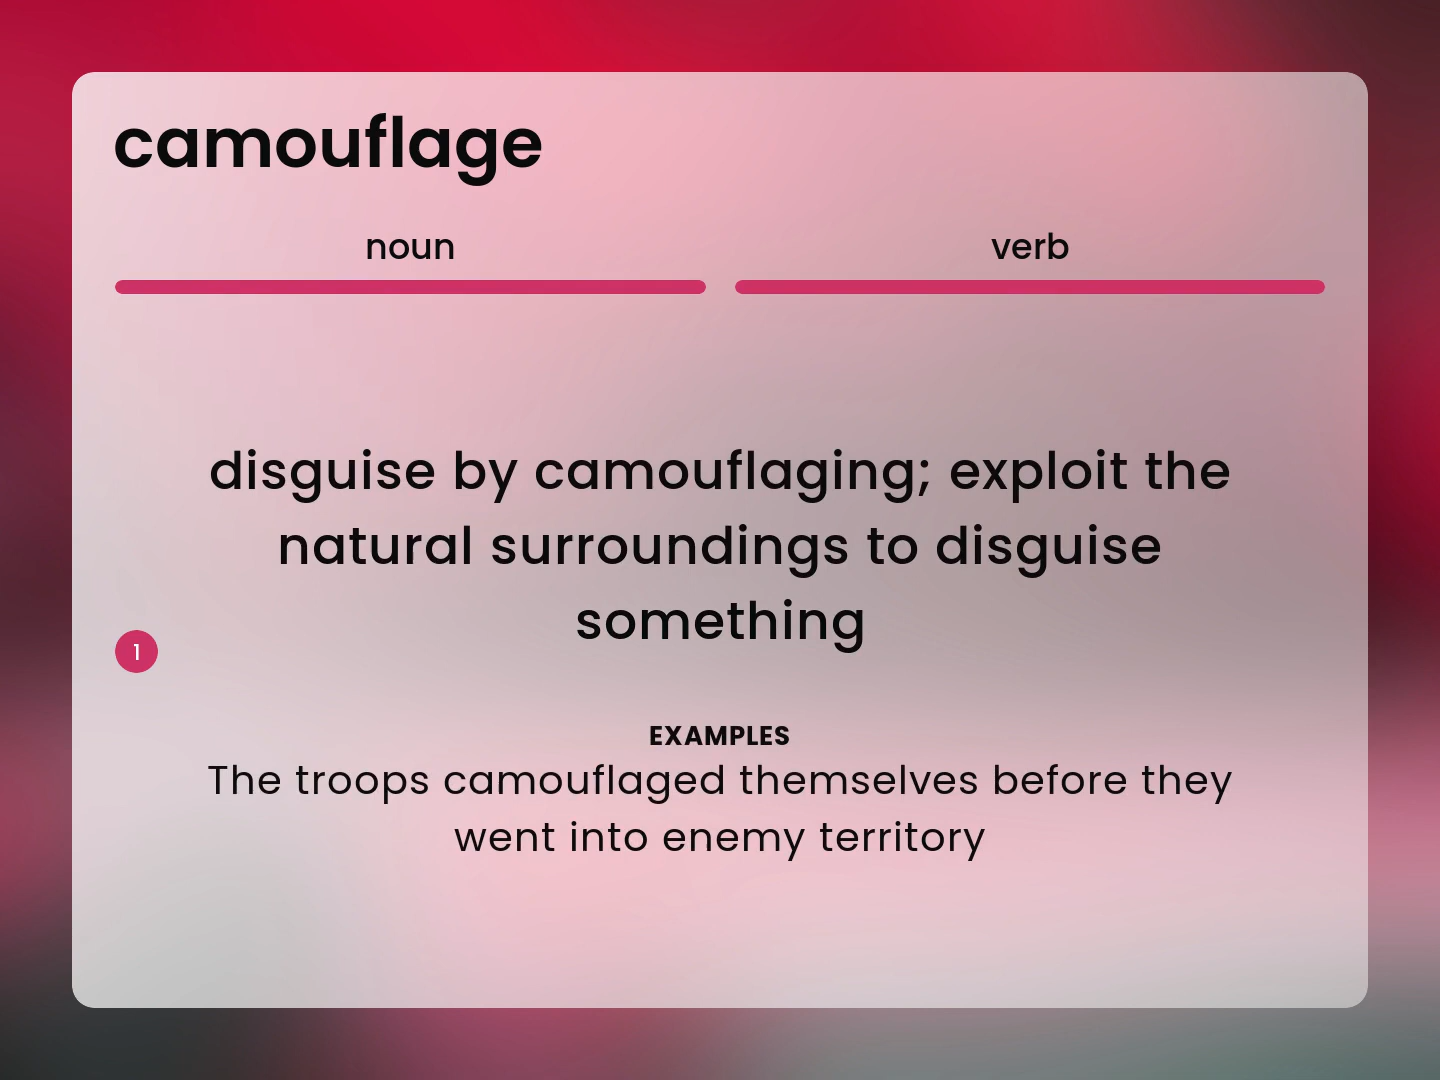 camouflage
noun
verb
disguise by camouflaging; exploit the
natural surroundings to disguise
something
1
EXAMPLES
The troops camouflaged themselves before they
went into enemy territory